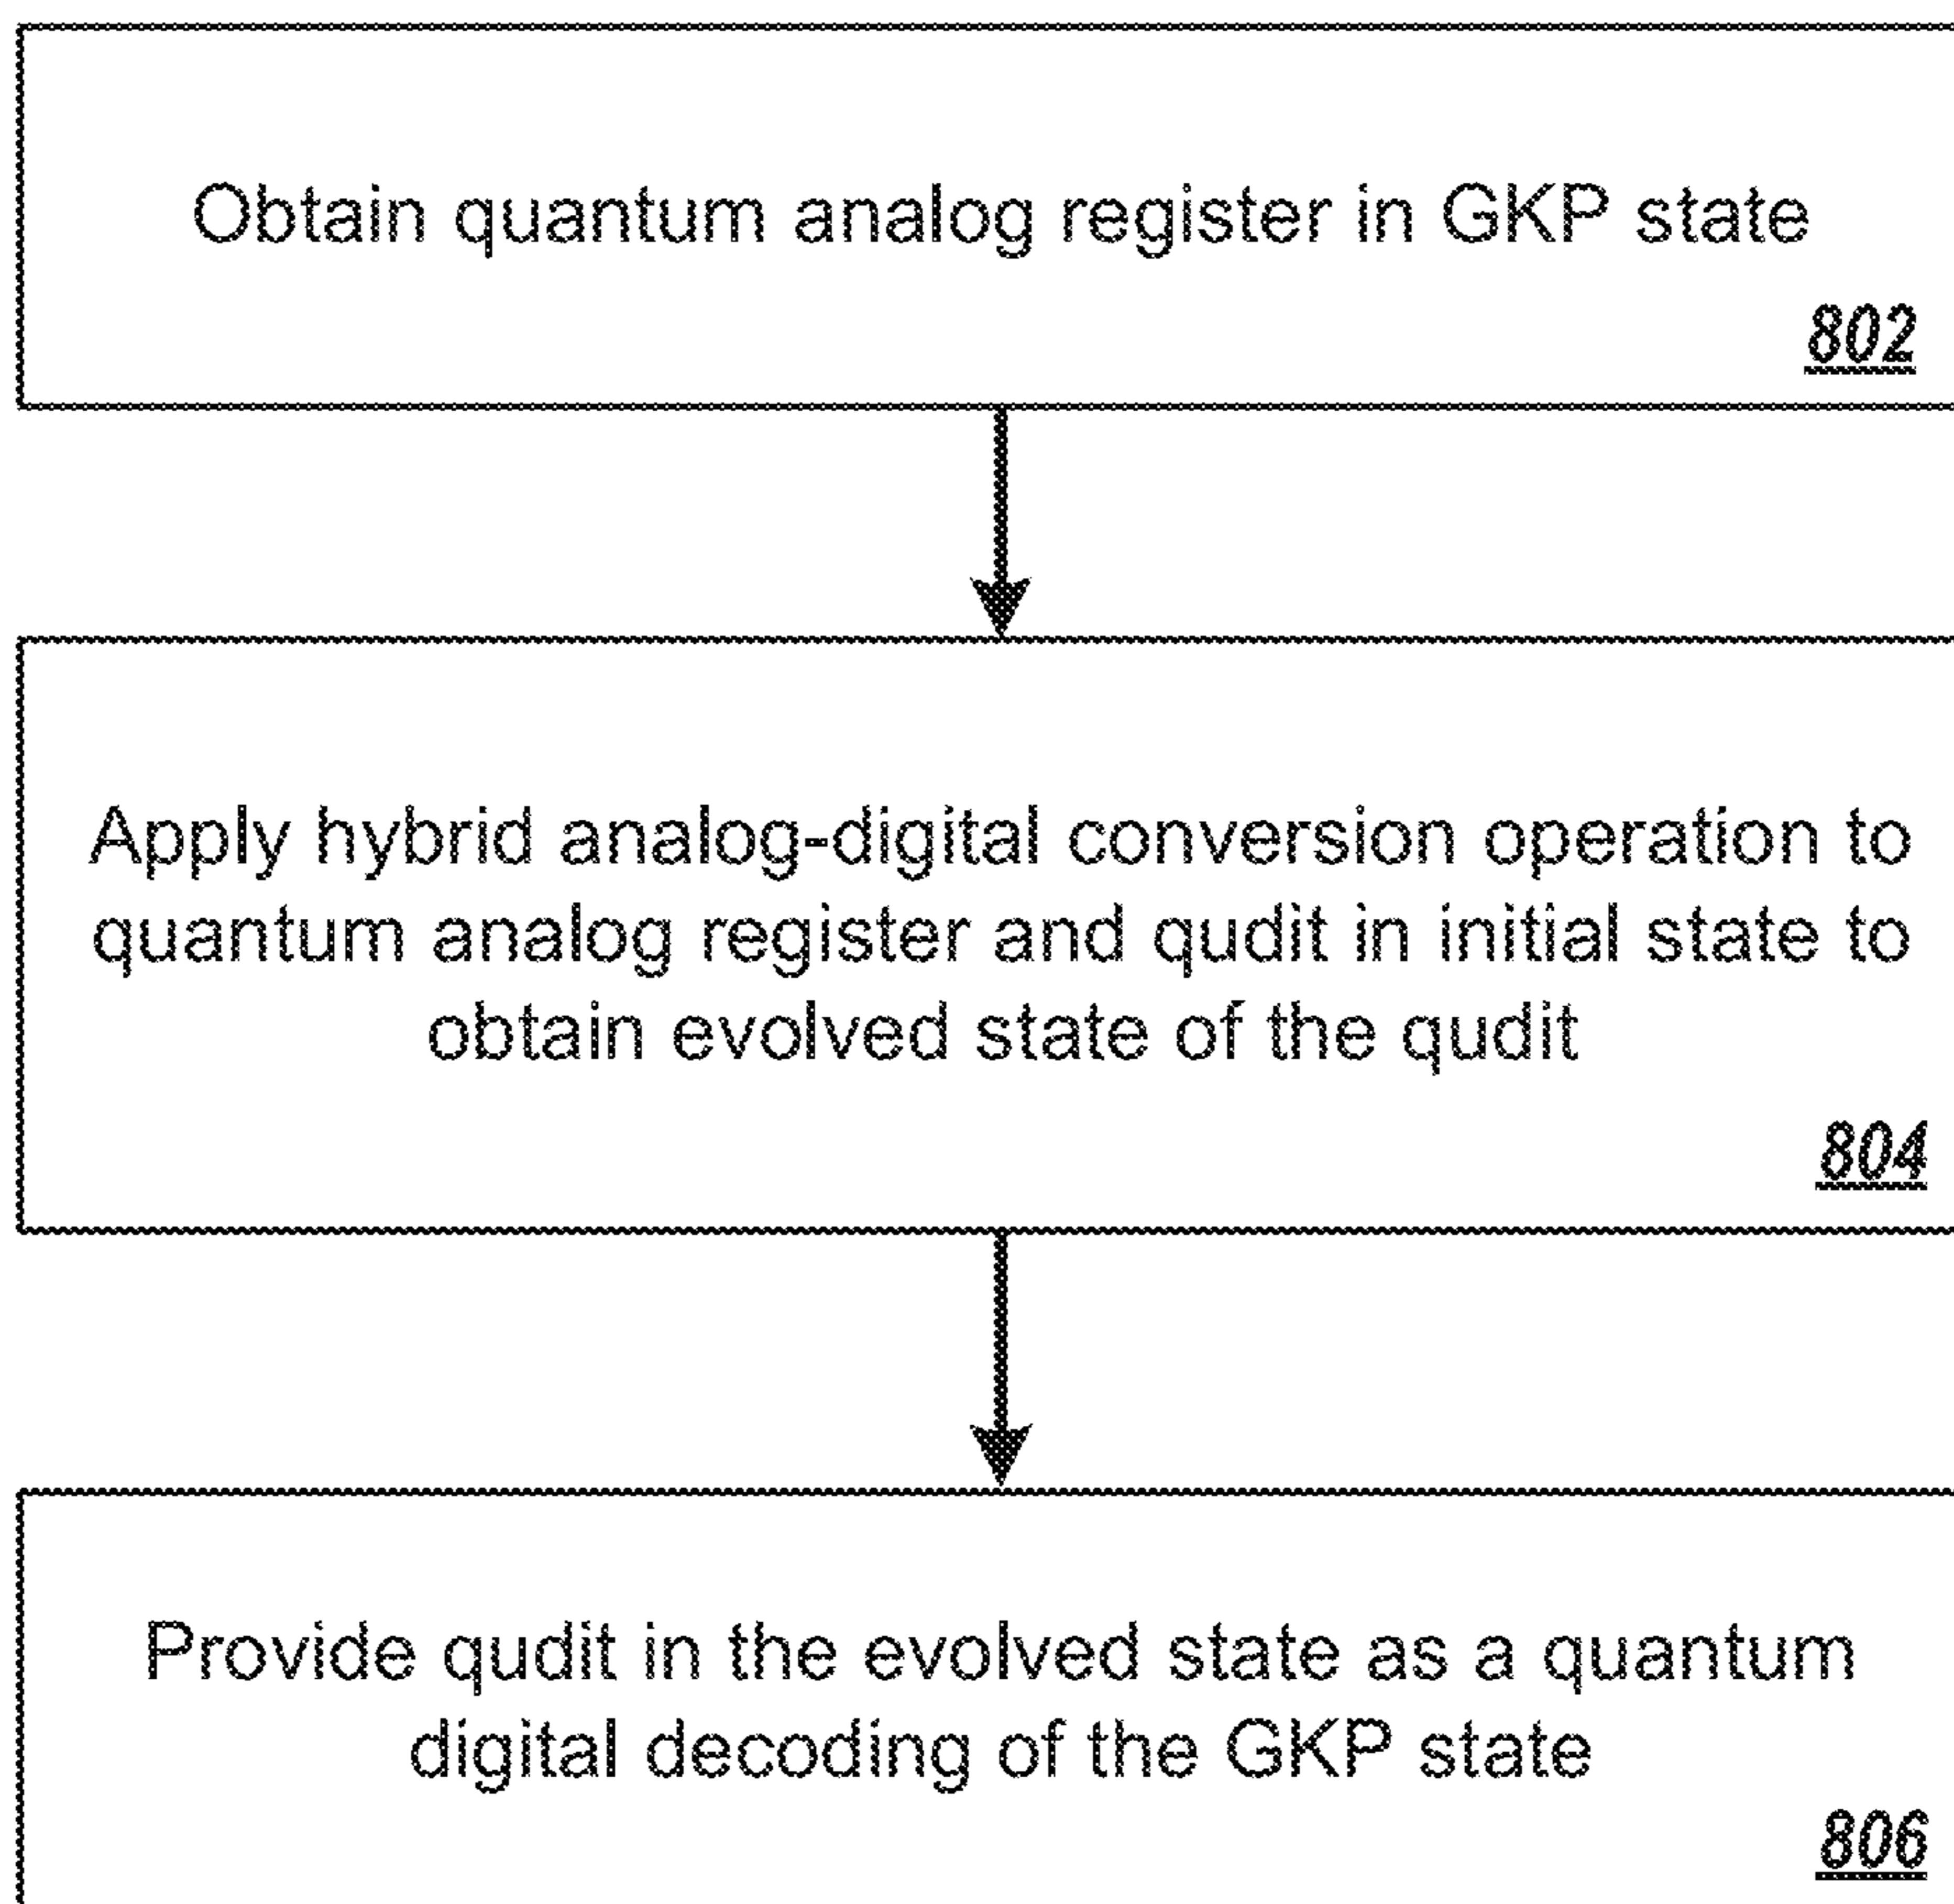 Obtain quantum analog register in GKP state
802
Apply hybrid analog-digital conversion operation to
quantum analog register and qudit in initial state to
obtain evolved state of the qudit
804
Provide qudit in the evolved state as a quantum
digital decoding of the GKP state
806